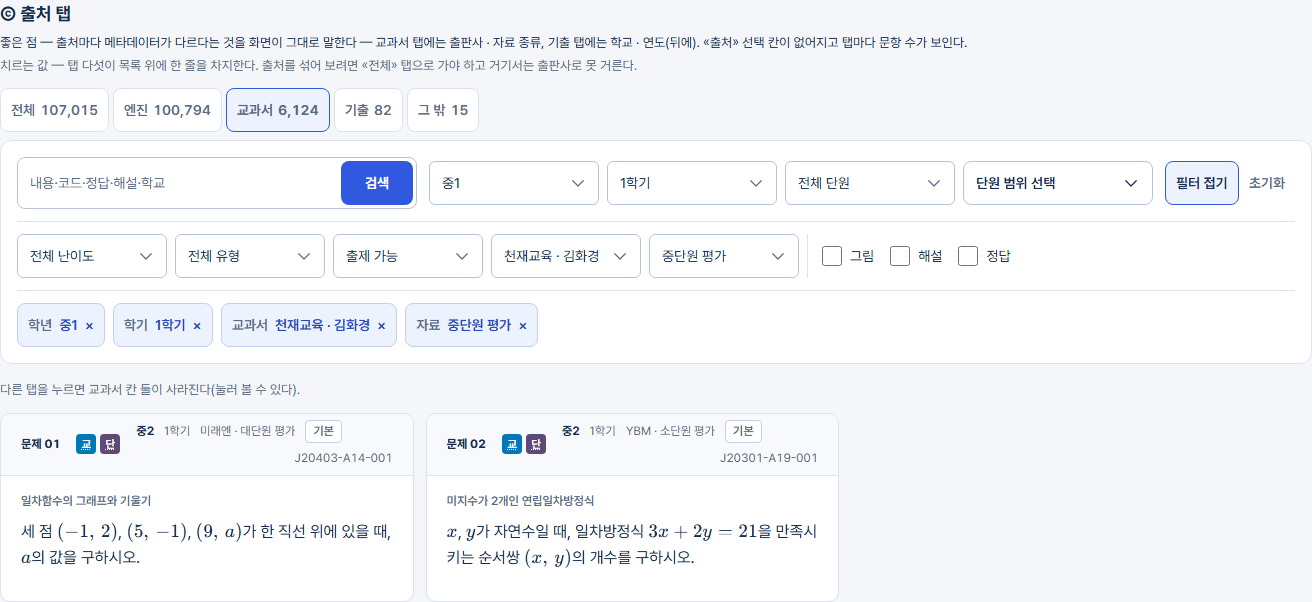 ⓒ 출처 탭
좋은 점 — 출처마다 메타데이터가 다르다는 것을 화면이 그대로 말한다 — 교과서 탭에는 출판사 · 자료 종류, 기출 탭에는 학교 · 연도(뒤에). «출처» 선택 칸이 없어지고 탭마다 문항 수가 보인다.
치르는 값 — 탭 다섯이 목록 위에 한 줄을 차지한다. 출처를 섞어 보려면 «전체» 탭으로 가야 하고 거기서는 출판사로 못 거른다.
전체 107,015 엔진 100,794 교과서 6,124 기출 82 그 밖 15
내용·코드·정답·해설·학교 검색 중1 1학기 전체 단원 단원 범위 선택 필터 접기 초기화
전체 난이도 전체 유형 출제 가능 천재교육 · 김화경 중단원 평가 그림 해설 정답
학년 중1 × 학기 1학기 × 교과서 천재교육 · 김화경 × 자료 중단원 평가 ×
다른 탭을 누르면 교과서 칸 둘이 사라진다(눌러 볼 수 있다).
문제 01 교 단 중2 1학기 미래엔 · 대단원 평가 기본
J20403-A14-001
일차함수의 그래프와 기울기
세 점 (−1, 2), (5, −1), (9, a)가 한 직선 위에 있을 때,
a의 값을 구하시오.
문제 02 교 단 중2 1학기 YBM · 소단원 평가 기본
J20301-A19-001
미지수가 2개인 연립일차방정식
x, y가 자연수일 때, 일차방정식 3x + 2y = 21을 만족시
키는 순서쌍 (x, y)의 개수를 구하시오.